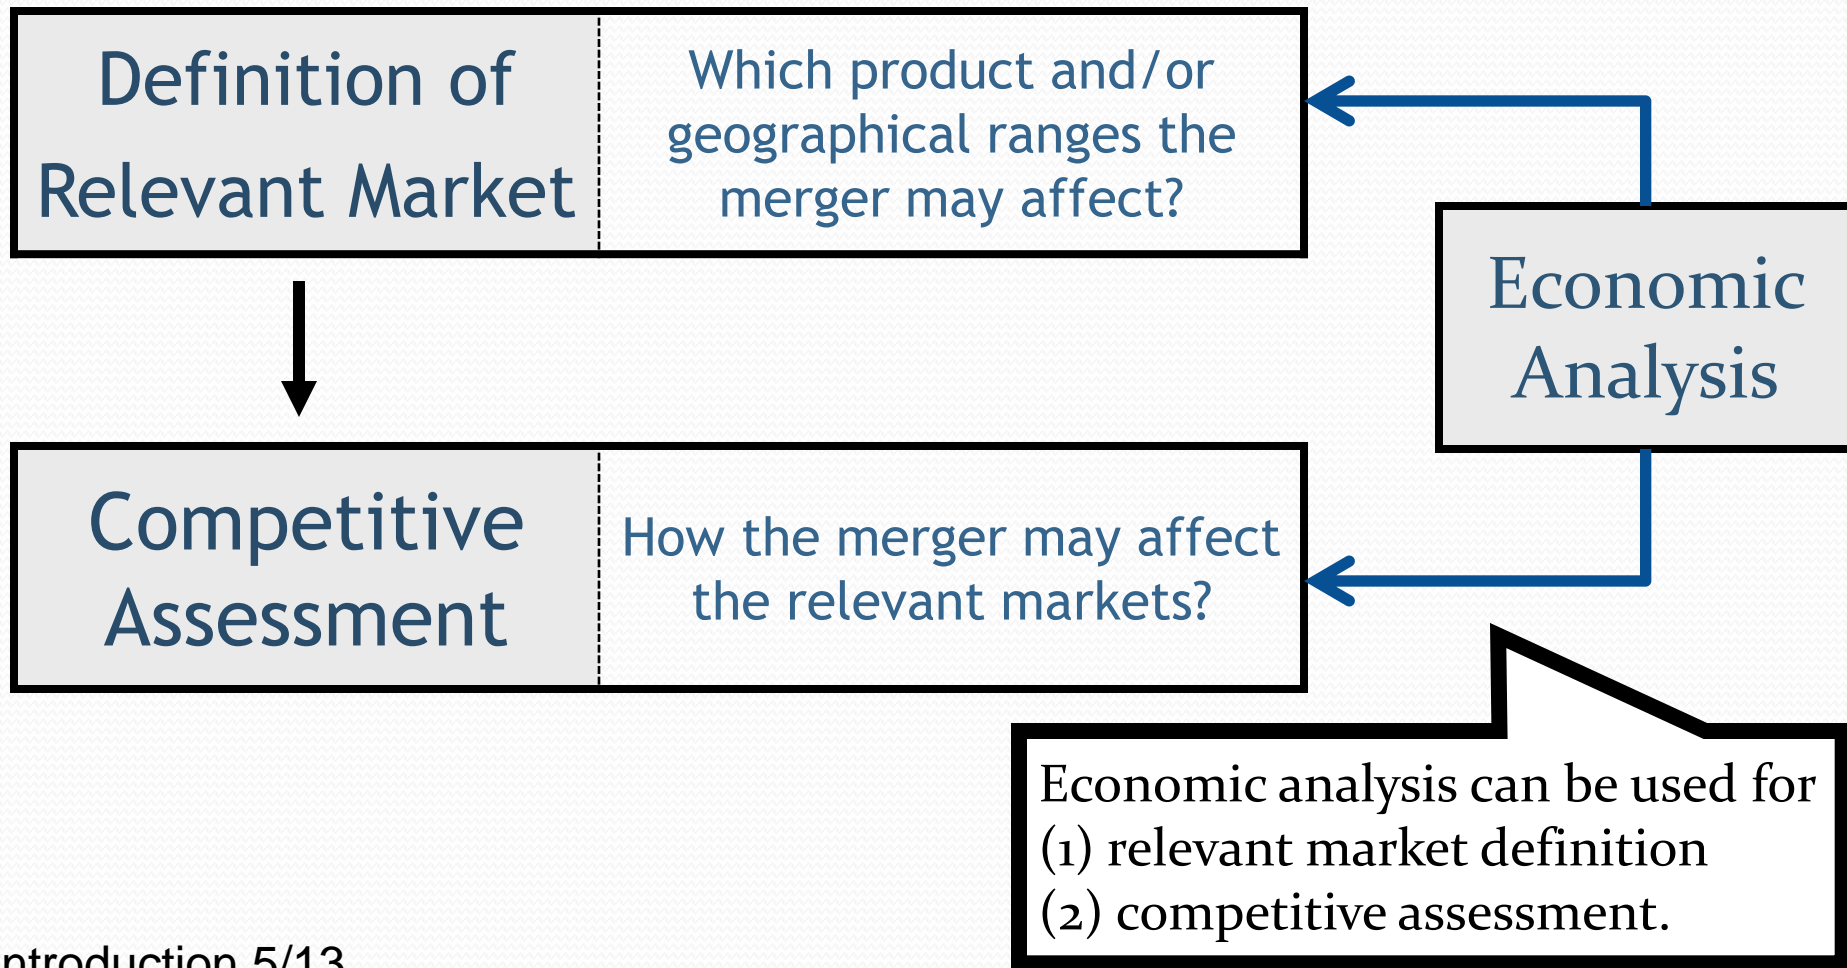 Definition of
Relevant Market
Which product and/or
geographical ranges the
merger may affect?
Economic
Analysis
Competitive
Assessment
How the merger may affect
the relevant markets?
Economic analysis can be used for
(1) relevant market definition
(2) competitive assessment.
ntroduction 5/13